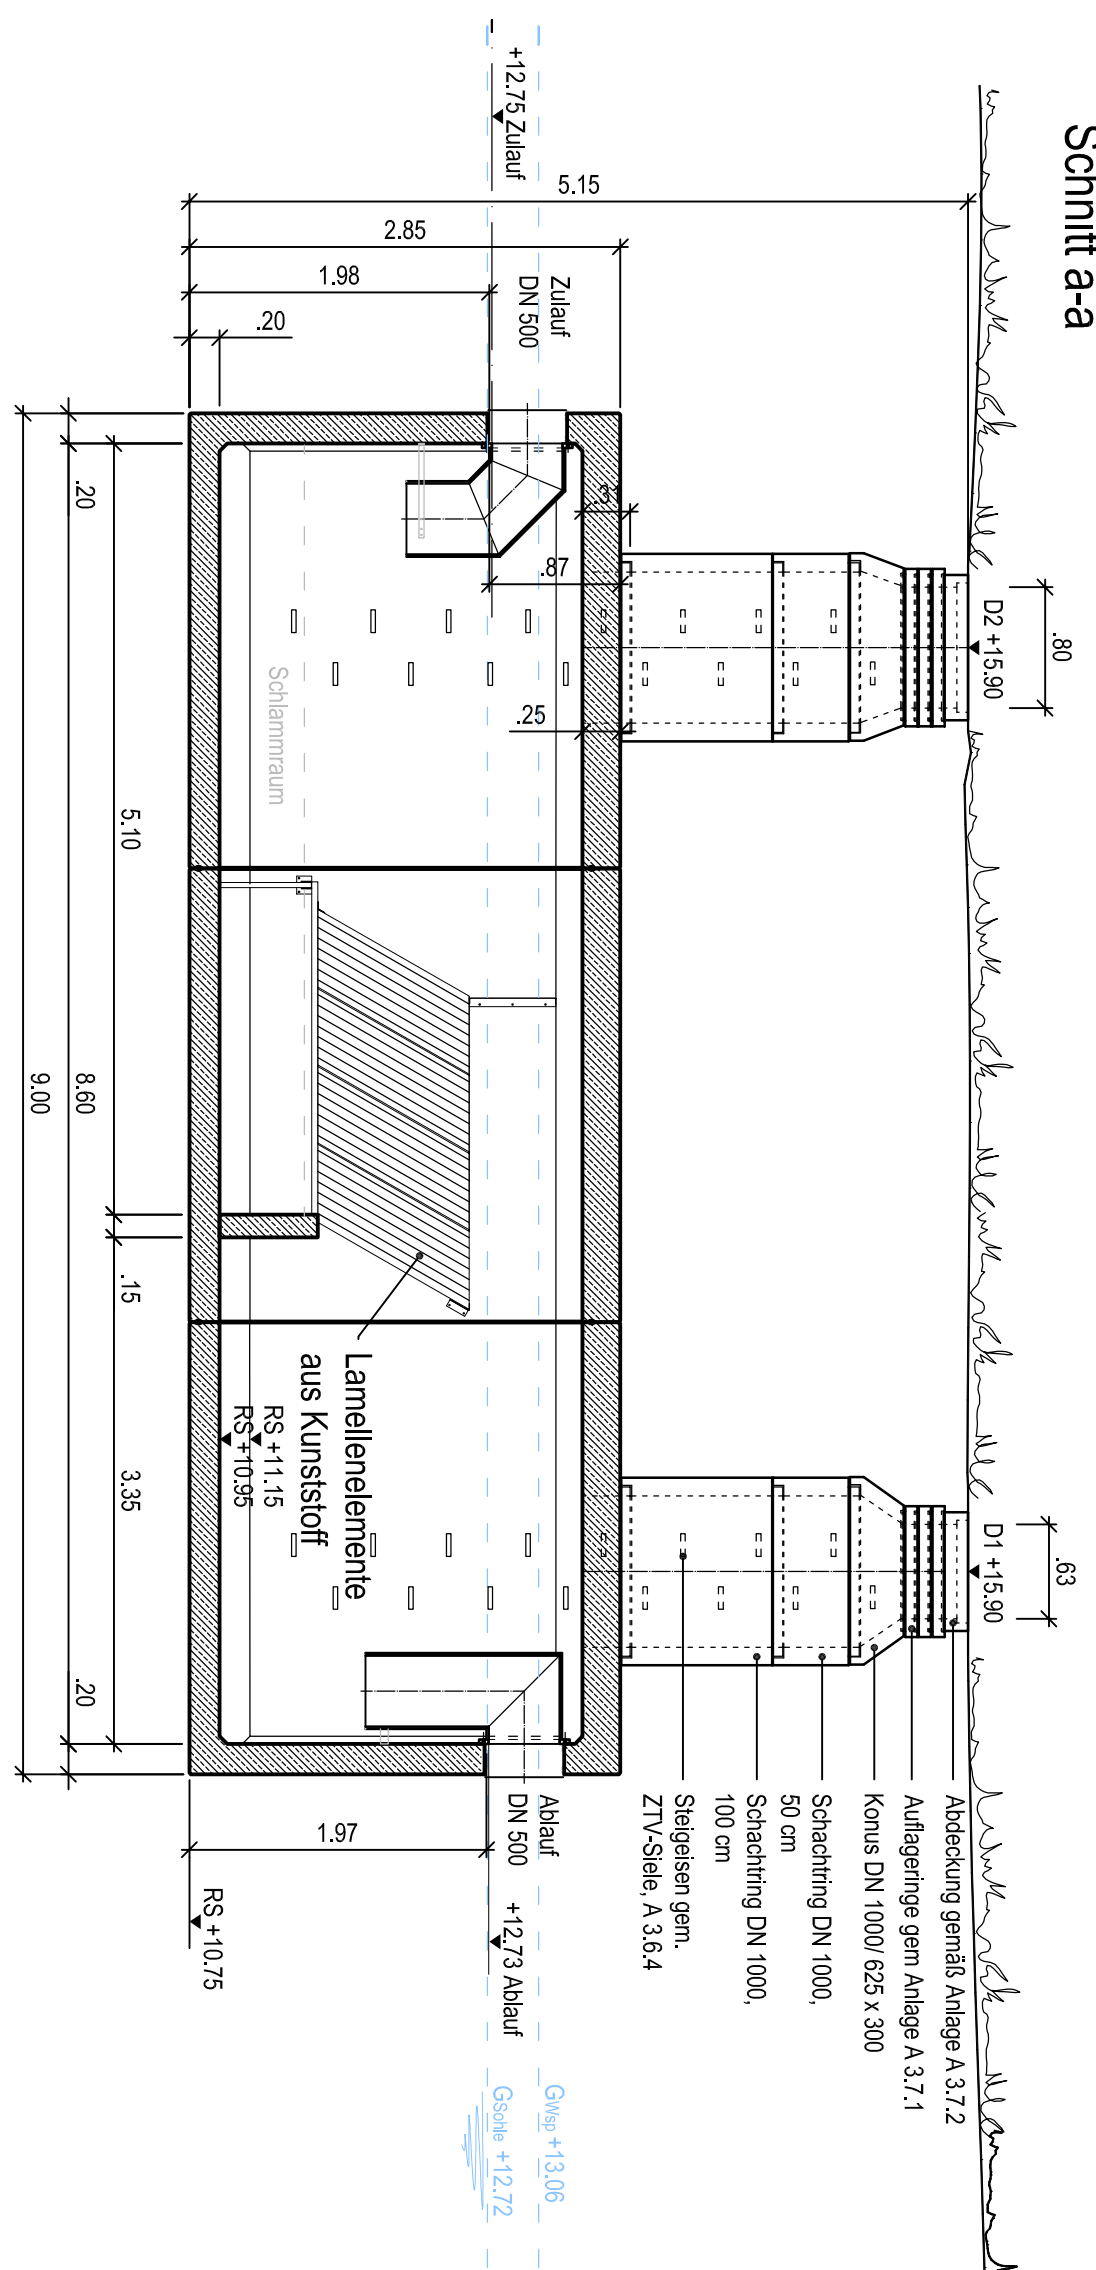 Schnitt a-a
+12.75 Zulauf
5.15
2.85
1.98
.20
Zulauf
DN 500
.87
.25
D2 +15.90
.80
D1 +15.90
.63
Schlammraum
Lamellenelemente
aus Kunststoff
RS +11.15
RS +10.95
.20
5.10
.15
3.35
.20
8.60
9.00
Abdeckung gemäß Anlage A 3.7.2
Auflageringe gem Anlage A 3.7.1
Konus DN 1000/ 625 x 300
Schachtring DN 1000,
50 cm
Schachtring DN 1000,
100 cm
Steigeisen gem.
ZTV-Siele, A 3.6.4
Ablauf
DN 500
1.97
+12.73 Ablauf
RS +10.75
GWsp +13.06
GSohle +12.72